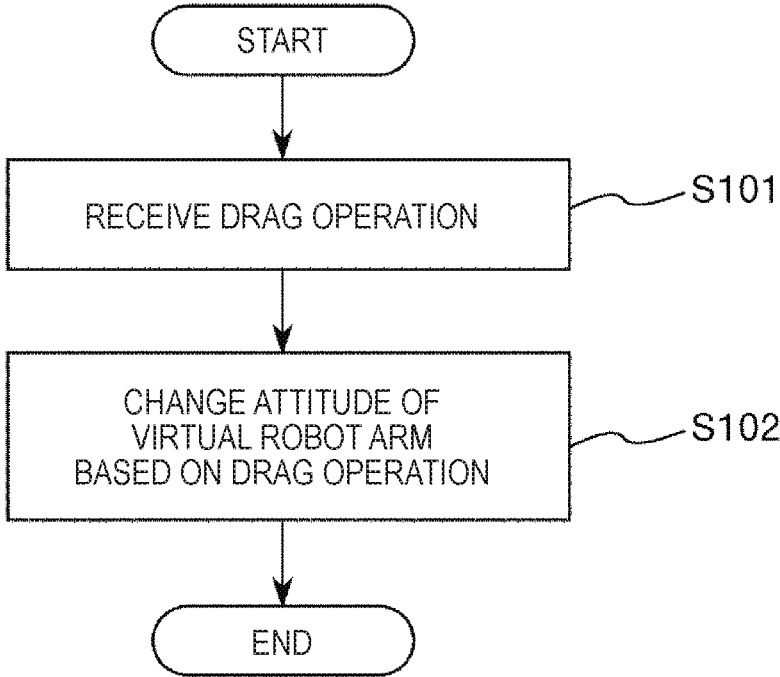 START
RECEIVE DRAG OPERATION
S101
CHANGE ATTITUDE OF
VIRTUAL ROBOT ARM
BASED ON DRAG OPERATION
S102
END